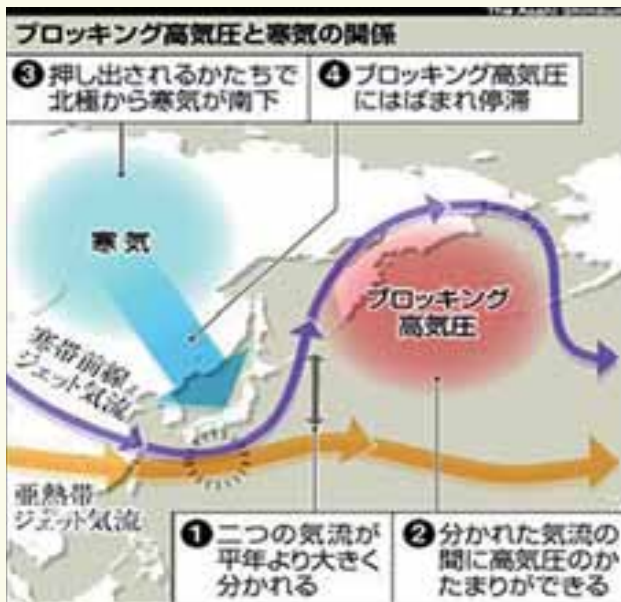 The Asahi Shimbun
ブロッキング高気圧と寒気の関係
❸ 押し出されるかたちで
北極から寒気が南下
❹ ブロッキング高気圧
にはばまれ停滞
寒気
ブロッキング
高気圧
寒帯前線
ジェット気流
亜熱帯
ジェット気流
❶ 二つの気流が
平年より大きく
分かれる
❷ 分かれた気流の
間に高気圧のか
たまりができる